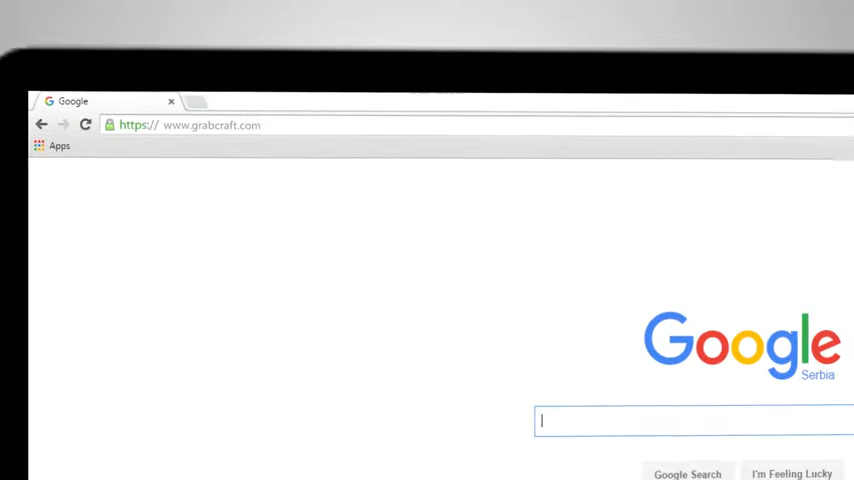 Google
https:// www.grabcraft.com
Apps
Google
Serbia
Google Search
I'm Feeling Lucky